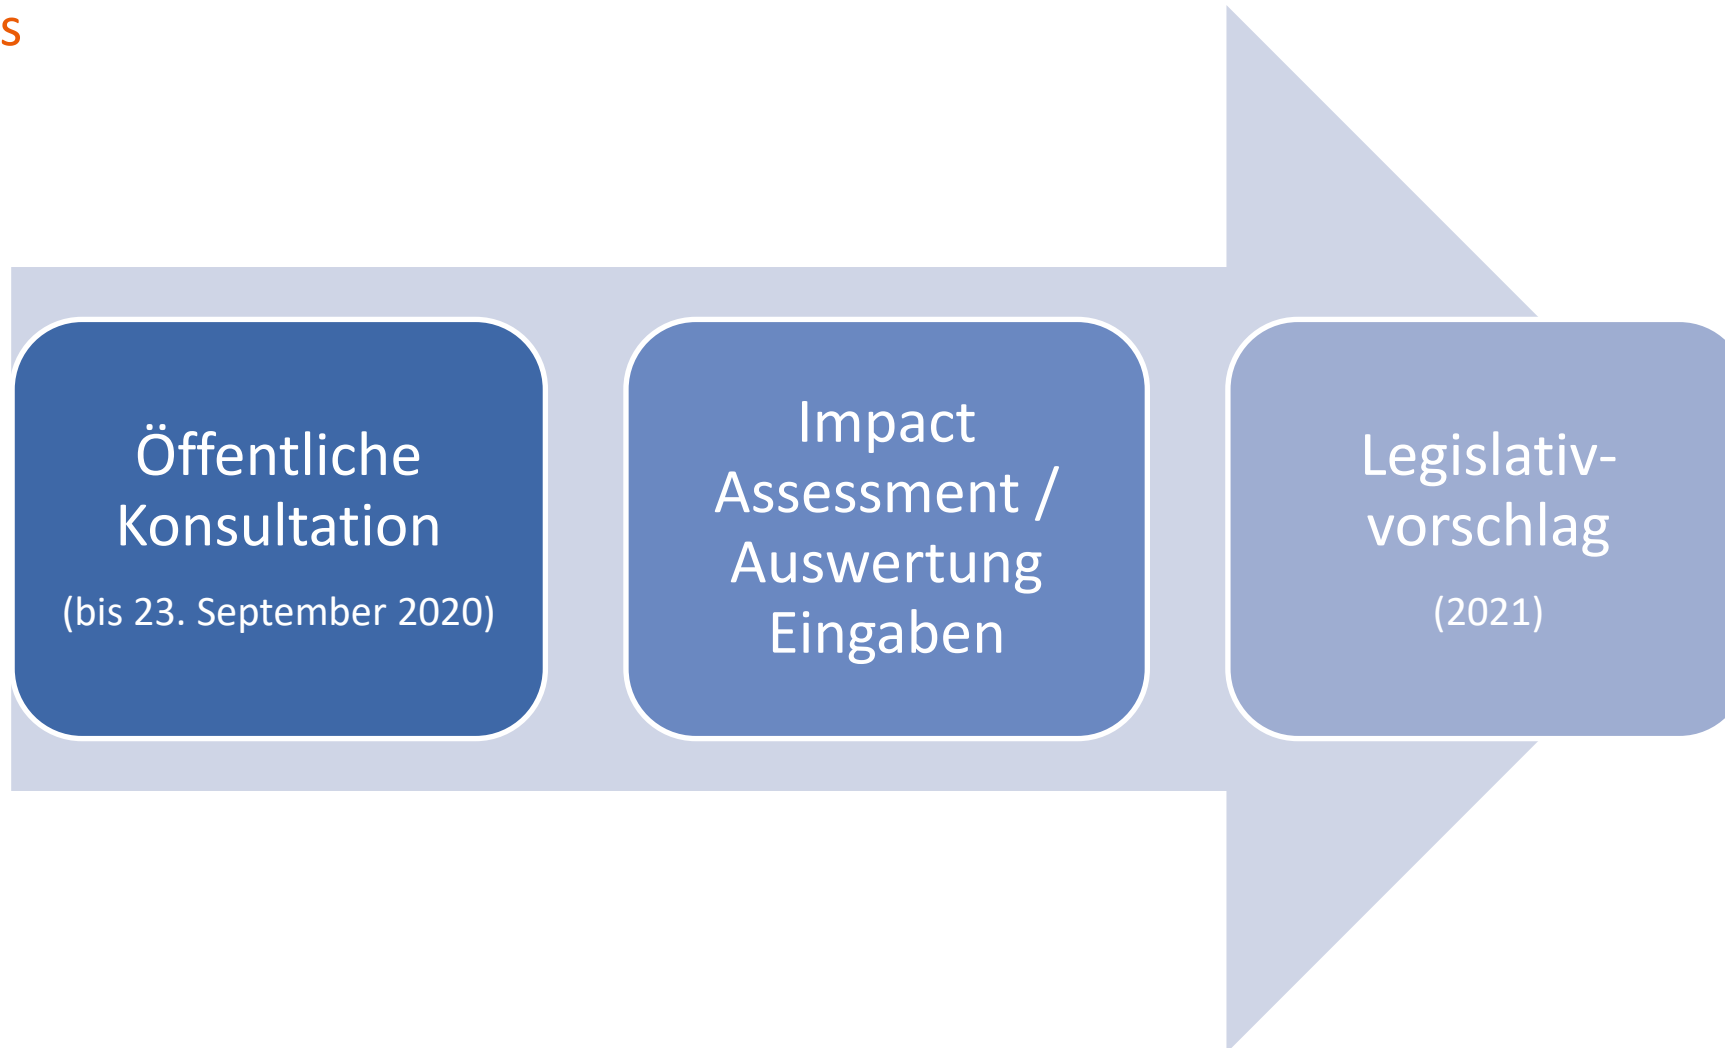 s
Öffentliche
Konsultation
(bis 23. September 2020)
Impact
Assessment /
Auswertung
Eingaben
Legislativ-
vorschlag
(2021)